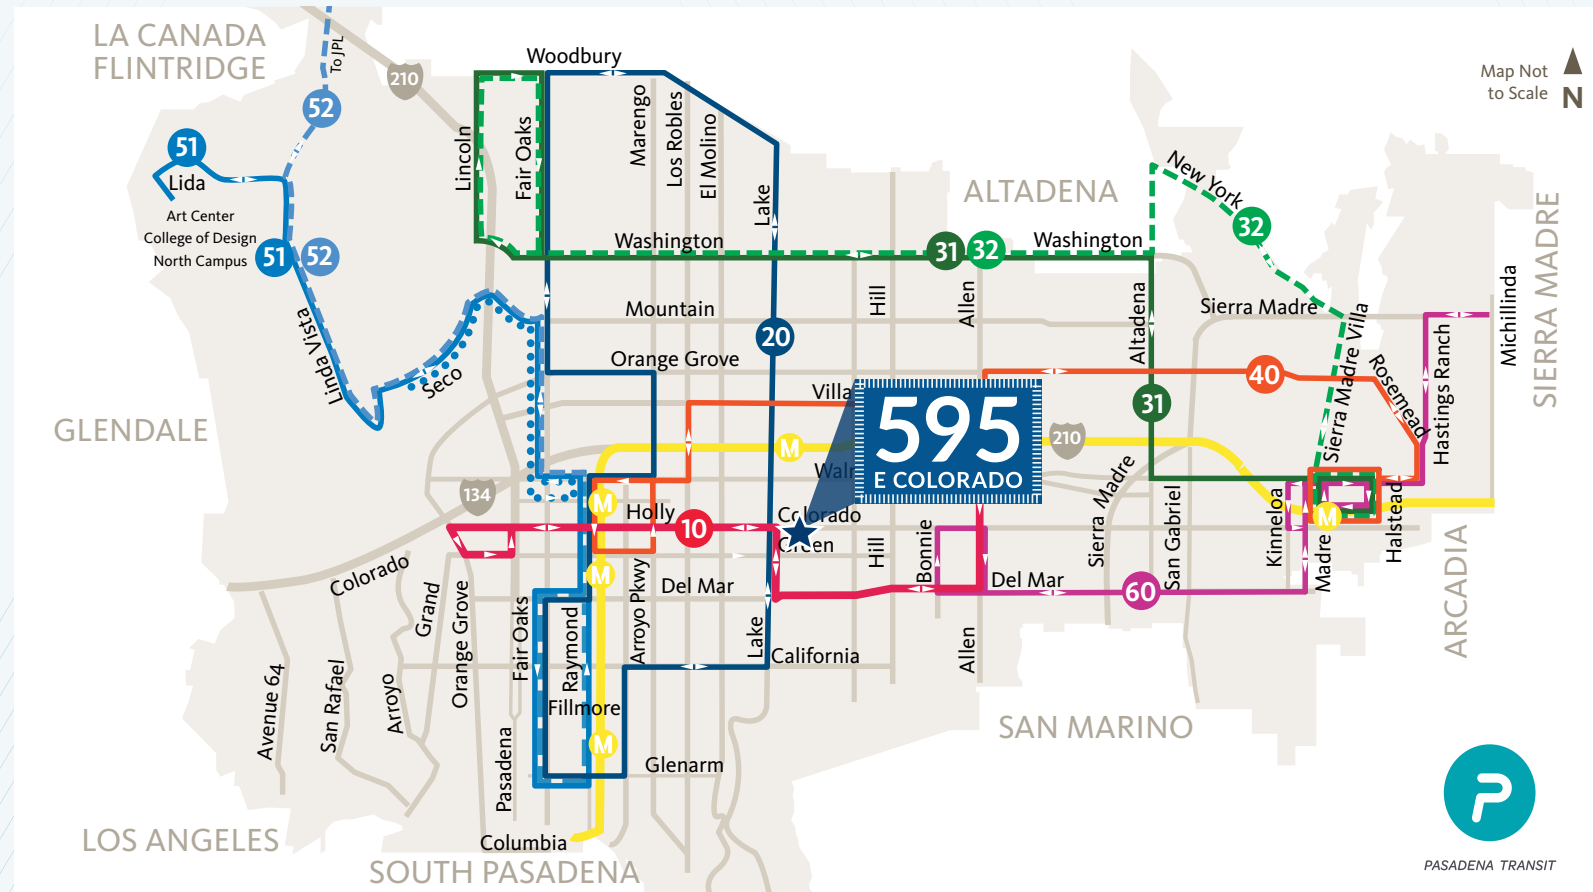 LA CANADA
FLINTRIDGE
To JPL
210
Woodbury
Map Not
to Scale
N
52
51
Lida
Art Center
College of Design
North Campus
51
52
Lincoln
Fair Oaks
Marengo
Los Robles
El Molino
Lake
ALTADENA
New York
32
SIERRA MADRE
Washington
31
32
Washington
Linda Vista
Seco
Mountain
Hill
Allen
Altadena
Sierra Madre
Sierra Madre Villa
Michillinda
20
Orange Grove
Villa
40
Rosemead
Hastings Ranch
GLENDALE
595
E COLORADO
31
M
210
134
Walr
M
Holly
10
Colorado
Green
Hill
Bonnie
Sierra Madre
San Gabriel
Kinneloa
M
Madre
Halstead
ARCADIA
Colorado
Grand
Orange Grove
Fair Oaks
Raymond
M
Arroyo Pkwy
Del Mar
Lake
Del Mar
60
Allen
California
Avenue 64
San Rafael
Arroyo
Pasadena
Fillmore
M
Glenarm
SAN MARINO
LOS ANGELES
Columbia
SOUTH PASADENA
P
PASADENA TRANSIT